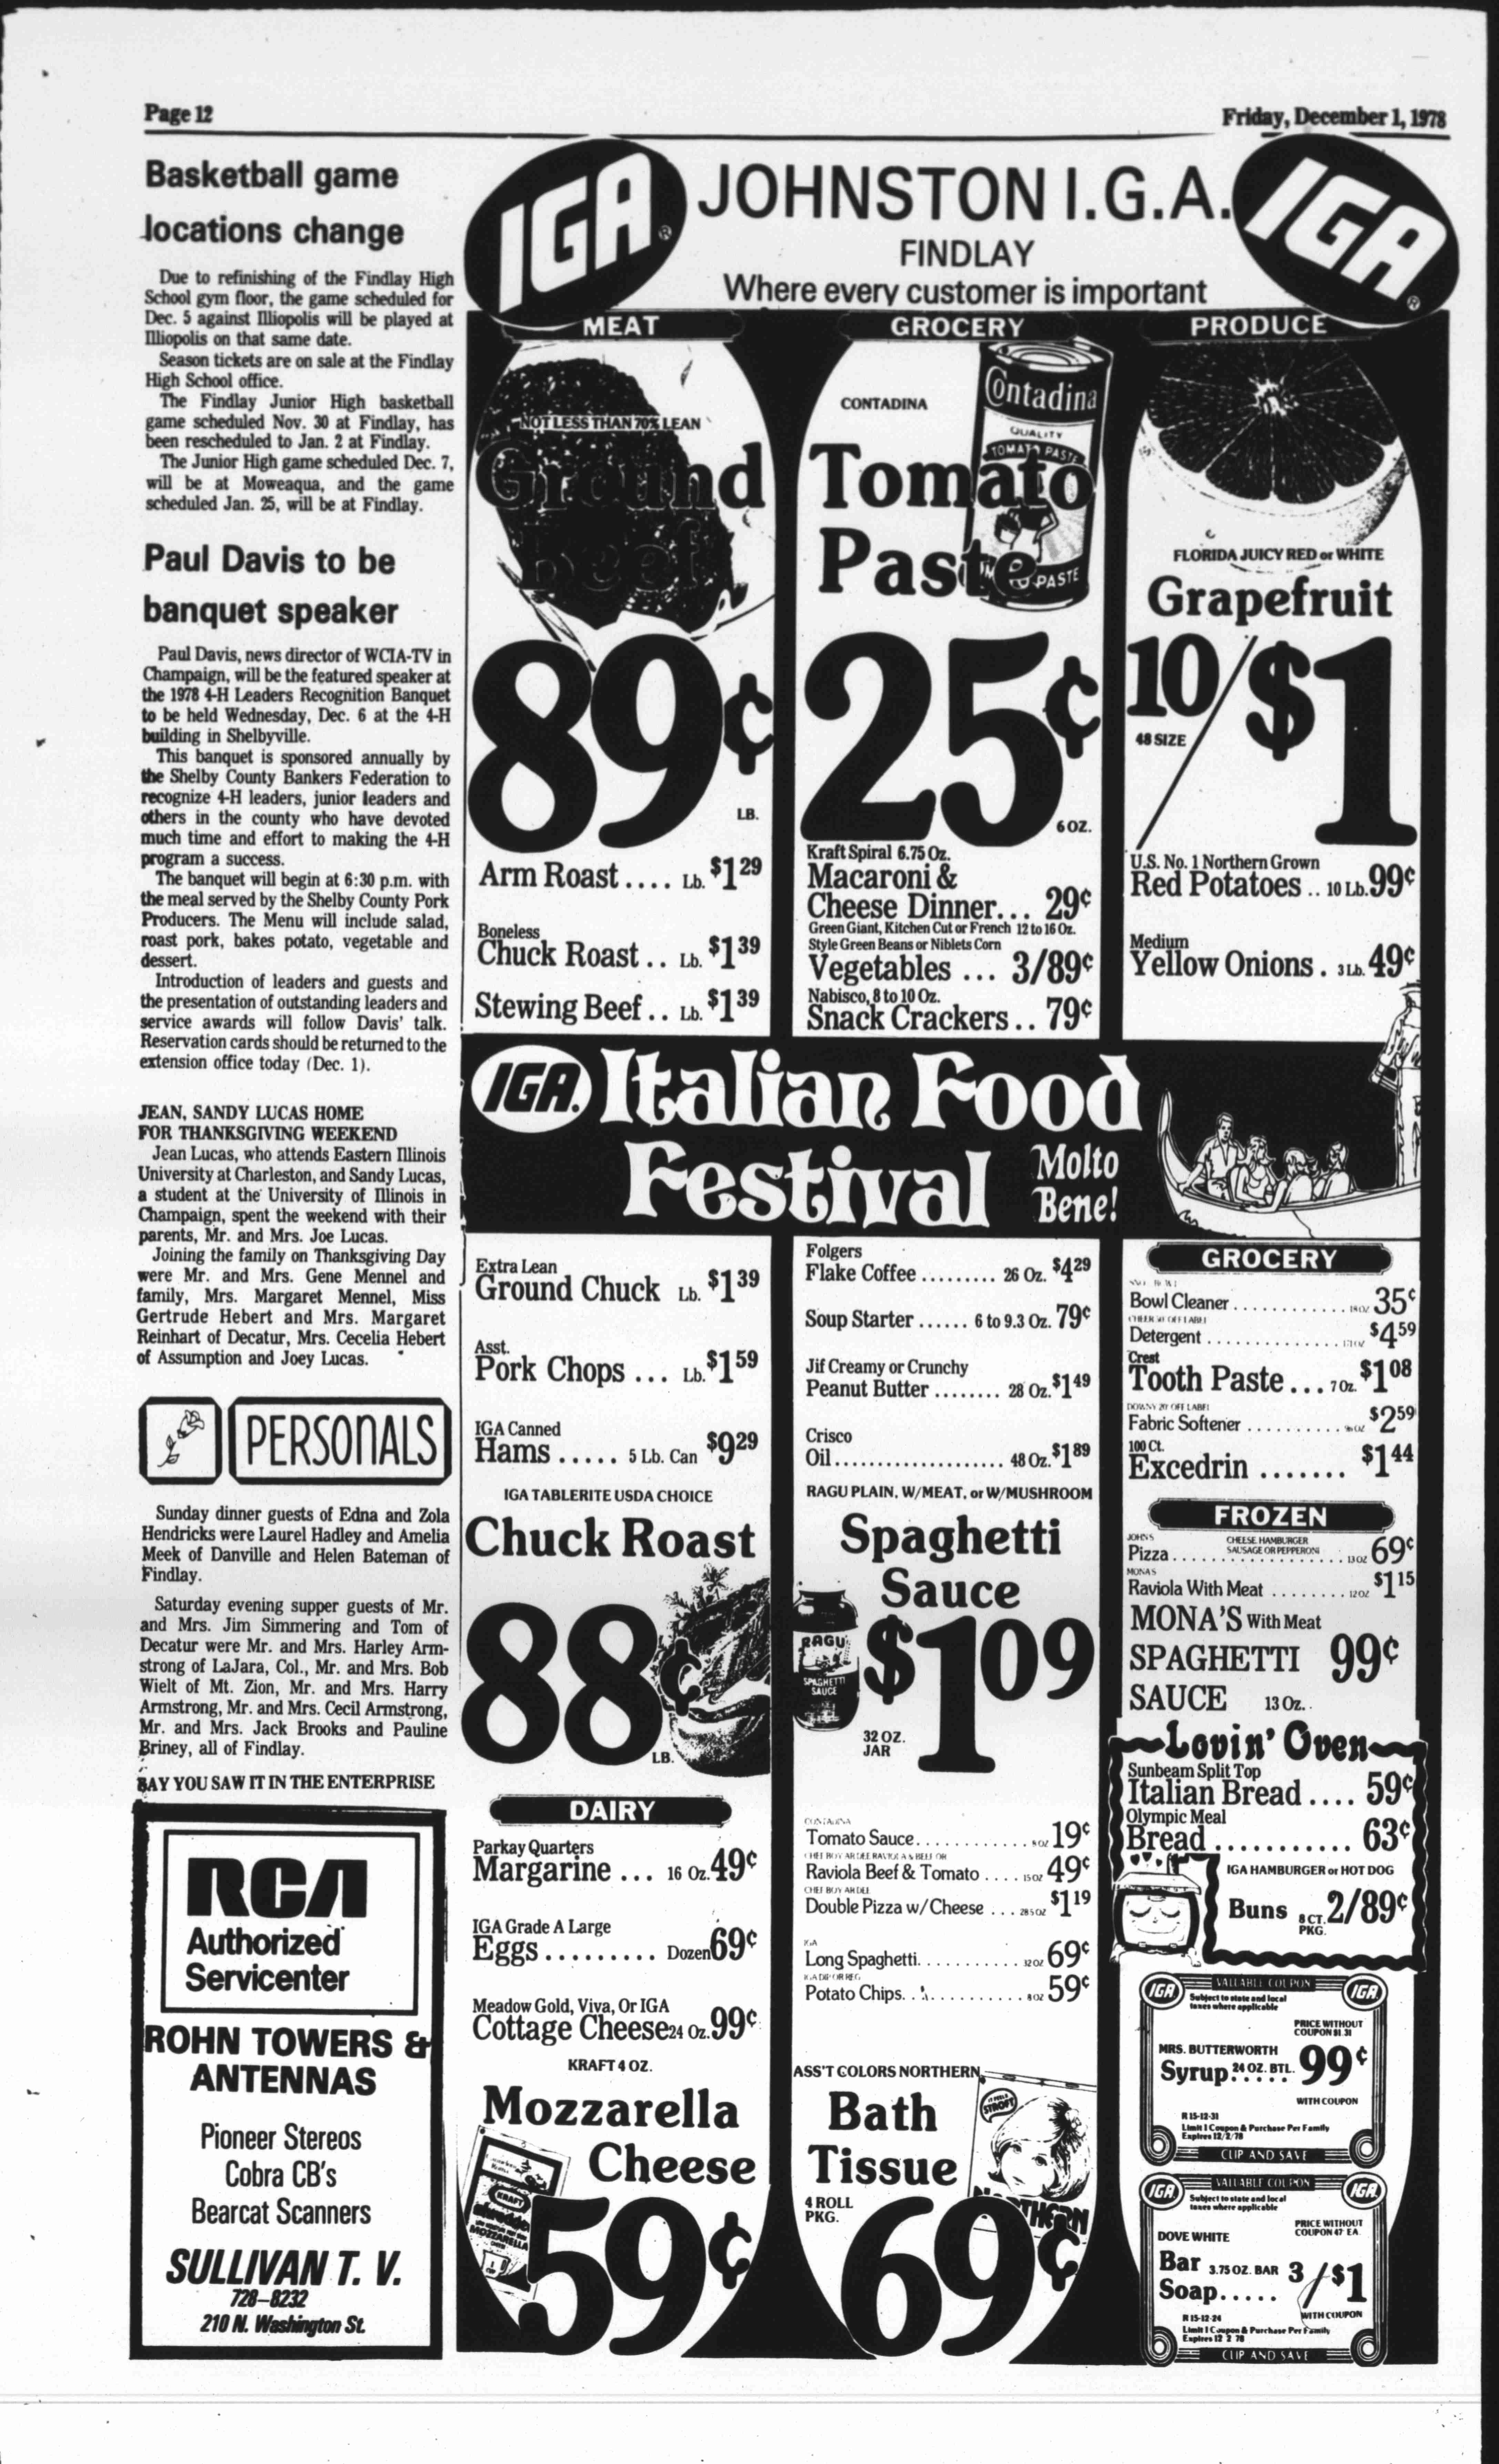 Page 12
Friday, December 1, 1978
Basketball game
locations change
Due to refinishing of the Findlay High
School gym floor, the game scheduled for
Dec. 5 against Illiopolis will be played at
Illiopolis on that same date.
Season tickets are on sale at the Findlay
High School office.
The Findlay Junior High basketball
game scheduled Nov. 30 at Findlay, has
been rescheduled to Jan. 2 at Findlay.
The Junior High game scheduled Dec. 7,
will be at Moweaqua, and the game
scheduled Jan. 25, will be at Findlay.
Paul Davis to be
banquet speaker
Paul Davis, news director of WCIA-TV in
Champaign, will be the featured speaker at
the 1978 4-H Leaders Recognition Banquet
to be held Wednesday, Dec. 6 at the 4-H
building in Shelbyville.
This banquet is sponsored annually by
the Shelby County Bankers Federation to
recognize 4-H leaders, junior leaders and
others in the county who have devoted
much time and effort to making the 4-H
program a success.
The banquet will begin at 6:30 p.m. with
the meal served by the Shelby County Pork
Producers. The Menu will include salad,
roast pork, bakes potato, vegetable and
dessert.
Introduction of leaders and guests and
the presentation of outstanding leaders and
service awards will follow Davis' talk.
Reservation cards should be returned to the
extension office today (Dec. 1).
JEAN, SANDY LUCAS HOME
FOR THANKSGIVING WEEKEND
Jean Lucas, who attends Eastern Illinois
University at Charleston, and Sandy Lucas,
a student at the University of Illinois in
Champaign, spent the weekend with their
parents, Mr. and Mrs. Joe Lucas.
Joining the family on Thanksgiving Day
were Mr. and Mrs. Gene Mennel and
family, Mrs. Margaret Mennel, Miss
Gertrude Hebert and Mrs. Margaret
Reinhart of Decatur, Mrs. Cecelia Hebert
of Assumption and Joey Lucas.
PERSONALS
Sunday dinner guests of Edna and Zola
Hendricks were Laurel Hadley and Amelia
Meek of Danville and Helen Bateman of
Findlay.
Saturday evening supper guests of Mr.
and Mrs. Jim Simmering and Tom of
Decatur were Mr. and Mrs. Harley Arm-
strong of LaJara, Col., Mr. and Mrs. Bob
Wielt of Mt. Zion, Mr. and Mrs. Harry
Armstrong, Mr. and Mrs. Cecil Armstrong,
Mr. and Mrs. Jack Brooks and Pauline
Briney, all of Findlay.
SAY YOU SAW IT IN THE ENTERPRISE
RCA
Authorized
Servicenter
ROHN TOWERS &
ANTENNAS
Pioneer Stereos
Cobra CB's
Bearcat Scanners
SULLIVAN T. V.
728-8232
210 N. Washington St.
IGA
JOHNSTON I.G.A.
IGA
FINDLAY
Where every customer is important
MEAT
NOT LESS THAN 70% LEAN
Ground
beef
89¢
LB.
Arm Roast.... Lb. $1 29
Boneless
Chuck Roast.. Lb. $1 39
Stewing Beef.. Lb. $1 39
GROCERY
CONTADINA
Contadina
QUALITY
TOMATO PASTE
Tomato
Paste
25¢
6 OZ.
Kraft Spiral 6.75 Oz.
Macaroni &
Cheese Dinner... 29¢
Green Giant, Kitchen Cut or French 12 to 16 Oz.
Style Green Beans or Niblets Corn
Vegetables ... 3/89¢
Nabisco, 8 to 10 Oz.
Snack Crackers.. 79¢
PRODUCE
FLORIDA JUICY RED or WHITE
Grapefruit
10/$1
48 SIZE
U.S. No. 1 Northern Grown
Red Potatoes .. 10 Lb. 99¢
Medium
Yellow Onions . 3 Lb. 49¢
IGA Italian Food
Festival
Molto
Bene!
Extra Lean
Ground Chuck Lb. $1 39
Asst.
Pork Chops ... Lb. $1 59
IGA Canned
Hams ..... 5 Lb. Can $9 29
IGA TABLERITE USDA CHOICE
Chuck Roast
88¢
LB.
DAIRY
Parkay Quarters
Margarine ... 16 Oz. 49¢
IGA Grade A Large
Eggs......... Dozen 69¢
Meadow Gold, Viva, Or IGA
Cottage Cheese 24 Oz. 99¢
KRAFT 4 OZ.
Mozzarella
Cheese
KRAFT
MOZZARELLA
59¢
Folgers
Flake Coffee ......... 26 Oz. $4 29
Soup Starter ...... 6 to 9.3 Oz. 79¢
Jif Creamy or Crunchy
Peanut Butter ........ 28 Oz. $1 49
Crisco
Oil.................... 48 Oz. $1 89
RAGU PLAIN, W/MEAT, or W/MUSHROOM
Spaghetti
Sauce
RAGU
SPAGHETTI
SAUCE
$1 09
32 OZ.
JAR
CONTADINA
Tomato Sauce............ 8 OZ 19¢
CHEF BOY AR DEE RAVIOLA & BEEF OR
Raviola Beef & Tomato .... 15 OZ 49¢
CHEF BOY AR DEE
Double Pizza w/Cheese ... 28 5 OZ $1 19
IGA
Long Spaghetti........... 32 OZ 69¢
IGA DIP OR REG
Potato Chips............ 8 OZ 59¢
ASS'T COLORS NORTHERN
Bath
Tissue
4 ROLL
PKG.
NORTHERN
69¢
GROCERY
Bowl Cleaner............ 18 OZ 35¢
CHEER 50 OFF LABEL
Detergent .............. 171 OZ $4 59
Crest
Tooth Paste ... 7 OZ. $1 08
DOWNY 20 OFF LABEL
Fabric Softener .......... 96 OZ $2 59
100 Ct.
Excedrin ....... $1 44
FROZEN
JOHN'S
CHEESE HAMBURGER
SAUSAGE OR PEPPERONI
Pizza................ 13 OZ 69¢
MONAS
Raviola With Meat ........ 12 OZ $1 15
MONA'S With Meat
SPAGHETTI 99¢
SAUCE 13 Oz..
Lovin' Oven
Sunbeam Split Top
Italian Bread.... 59¢
Olympic Meal
Bread........... 63¢
IGA HAMBURGER or HOT DOG
Buns 8 CT. PKG. 2/89¢
IGA VALUABLE COUPON IGA
Subject to state and local
taxes where applicable
PRICE WITHOUT
COUPON $1.31
MRS. BUTTERWORTH
Syrup 24 OZ. BTL. 99¢
WITH COUPON
R 15-12-31
Limit 1 Coupon & Purchase Per Family
Expires 12/2/78
CLIP AND SAVE
IGA VALUABLE COUPON IGA
Subject to state and local
taxes where applicable
PRICE WITHOUT
COUPON 47 EA
DOVE WHITE
Bar 3.75 OZ. BAR 3/$1
Soap.....
WITH COUPON
R 15-12-24
Limit 1 Coupon & Purchase Per Family
Expires 12 2 78
CLIP AND SAVE